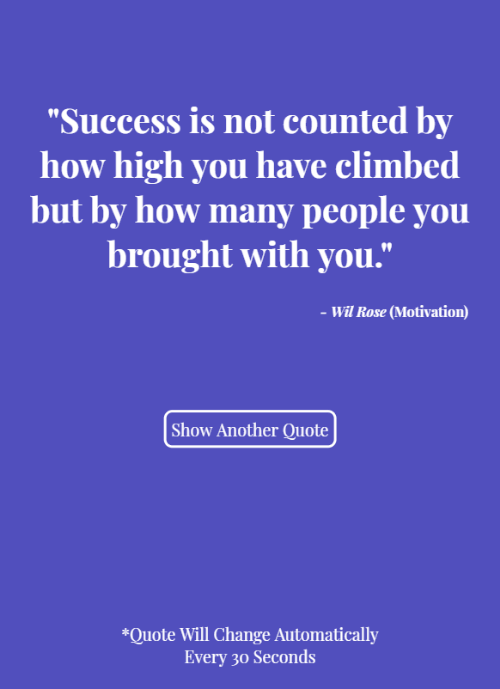 "Success is not counted by
how high you have climbed
but by how many people you
brought with you."
- Wil Rose (Motivation)
Show Another Quote
*Quote Will Change Automatically
Every 30 Seconds